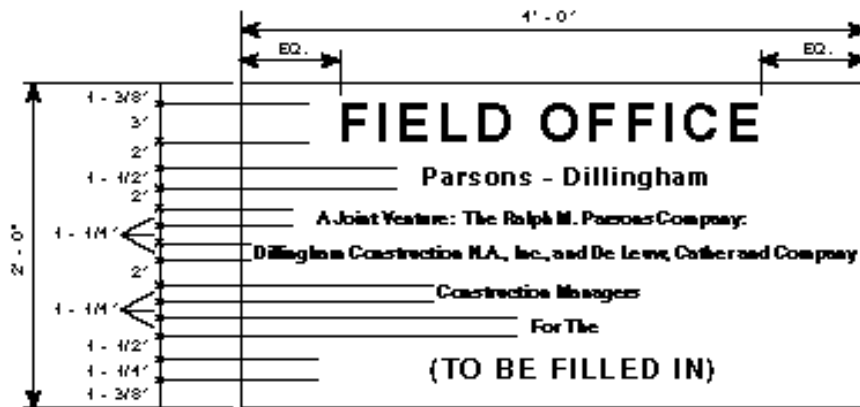 4' - 0"
EQ. EQ.
1 - 3/8"
3"
FIELD OFFICE
2"
1 - 1/2"
Parsons - Dillingham
2"
A Joint Venture: The Ralph M. Parsons Company:
1 - 1/4"
Dillingham Construction N.A., Inc., and De Leuw, Cather and Company
2' - 0"
2"
Construction Managers
1 - 1/4"
For The
1 - 1/2"
1 - 1/4"
(TO BE FILLED IN)
1 - 3/8"